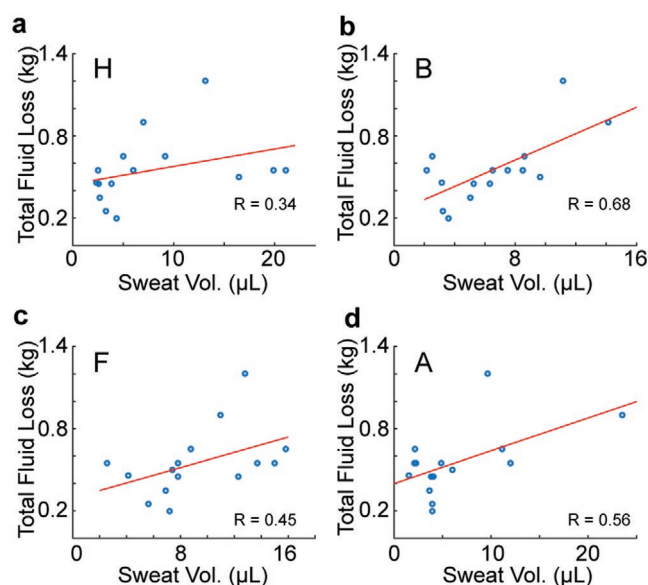 a
H
Total Fluid Loss (kg)
1.4
0.8
0.2
R = 0.34
0 10 20
Sweat Vol. (µL)
b
B
Total Fluid Loss (kg)
1.4
0.8
0.2
R = 0.68
0 8 16
Sweat Vol. (µL)
c
F
Total Fluid Loss (kg)
1.4
0.8
0.2
R = 0.45
0 8 16
Sweat Vol. (µL)
d
A
Total Fluid Loss (kg)
1.4
0.8
0.2
R = 0.56
0 10 20
Sweat Vol. (µL)